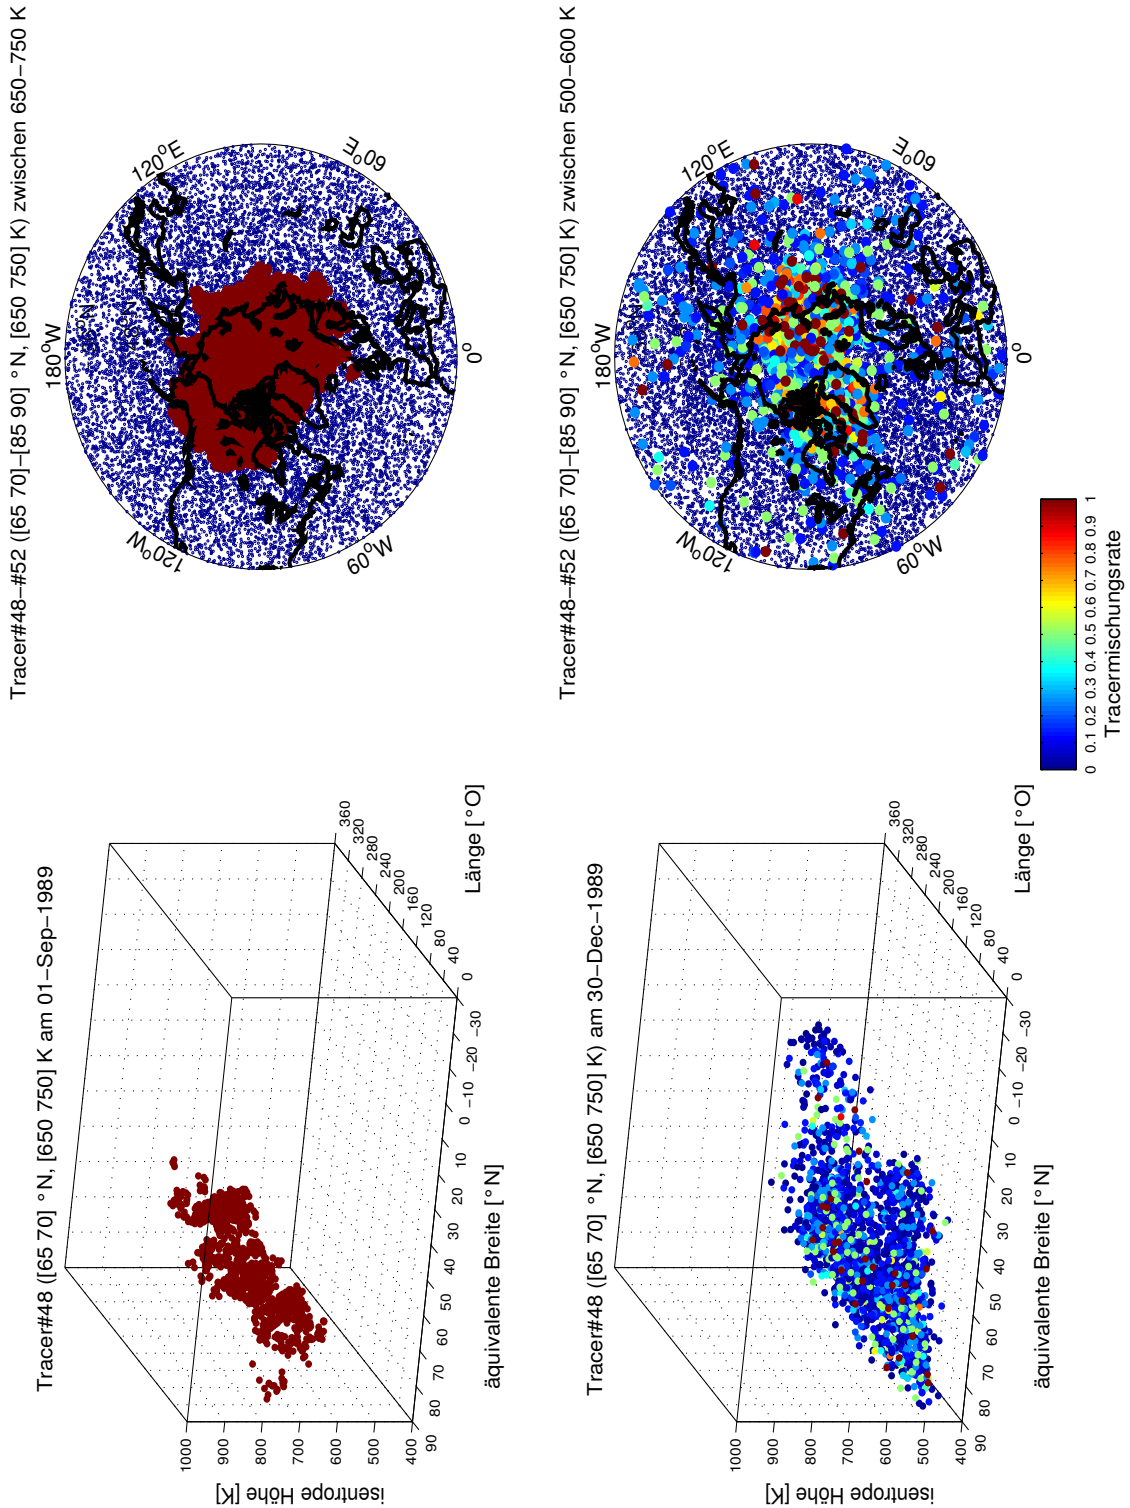 Tracer#48 ([65 70] °N, [650 750] K am 01−Sep−1989
1000
900
800
700
600
500
400
isentrope Höhe [K]
90
80
70
60
50
40
30
20
10
0
−10
−20
−30
äquivalente Breite [°N]
0
40
80
120
160
200
240
280
320
360
Länge [°O]
Tracer#48−#52 ([65 70]−[85 90] °N, [650 750] K) zwischen 650−750 K
180°W
120°E
60°E
0°
60°W
120°W
Tracer#48 ([65 70] °N, [650 750] K) am 30−Dec−1989
1000
900
800
700
600
500
400
isentrope Höhe [K]
90
80
70
60
50
40
30
20
10
0
−10
−20
−30
äquivalente Breite [°N]
0
40
80
120
160
200
240
280
320
360
Länge [°O]
Tracer#48−#52 ([65 70]−[85 90] °N, [650 750] K) zwischen 500−600 K
180°W
120°E
60°E
0°
60°W
120°W
0 0.1 0.2 0.3 0.4 0.5 0.6 0.7 0.8 0.9 1
Tracermischungsrate